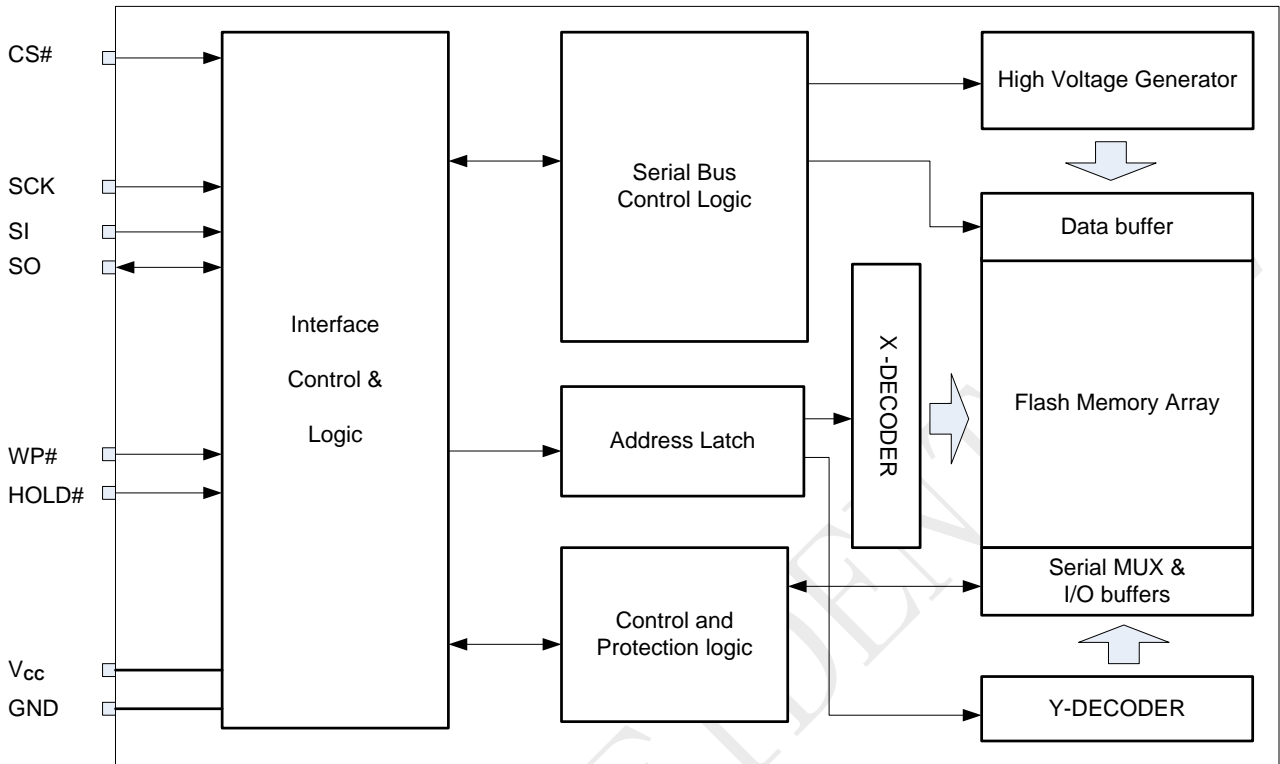 CS#
SCK
SI
SO
WP#
HOLD#
Vcc
GND
Interface
Control &
Logic
Serial Bus
Control Logic
Address Latch
Control and
Protection logic
X-DECODER
High Voltage Generator
Data buffer
Flash Memory Array
Serial MUX &
I/O buffers
Y-DECODER